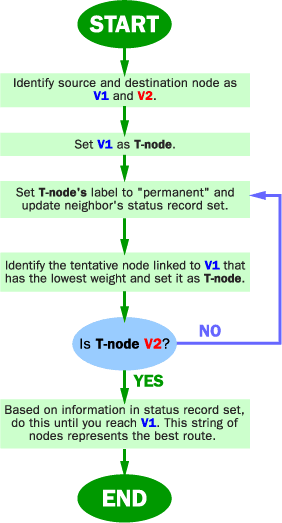 START
Identify source and destination node as
V1 and V2.
Set V1 as T-node.
Set T-node's label to "permanent" and
update neighbor's status record set.
Identify the tentative node linked to V1 that
has the lowest weight and set it as T-node.
Is T-node V2?
NO
YES
Based on information in status record set,
do this until you reach V1. This string of
nodes represents the best route.
END